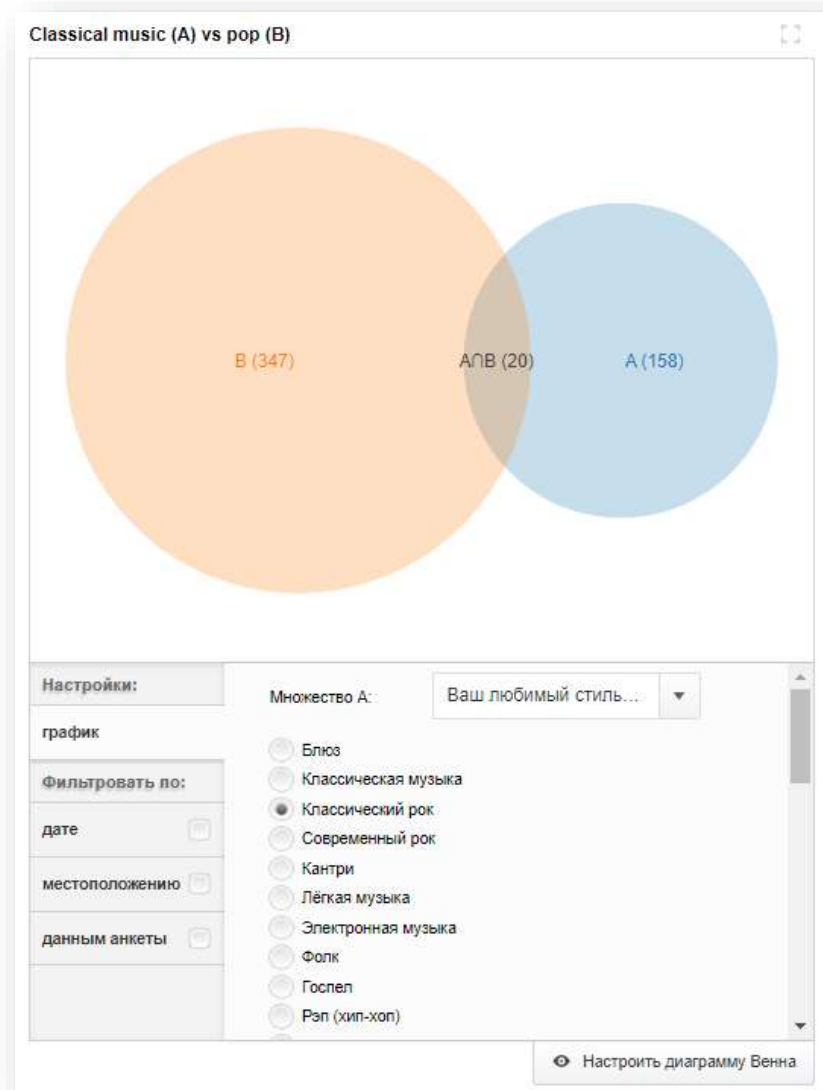 Classical music (A) vs pop (B)
B (347)
A∩B (20)
A (158)
Настройки:
график
Фильтровать по:
дате
местоположению
данным анкеты
Множество А:
Ваш любимый стиль...
Блюз
Классическая музыка
Классический рок
Современный рок
Кантри
Лёгкая музыка
Электронная музыка
Фолк
Госпел
Рэп (хип-хоп)
Настроить диаграмму Венна